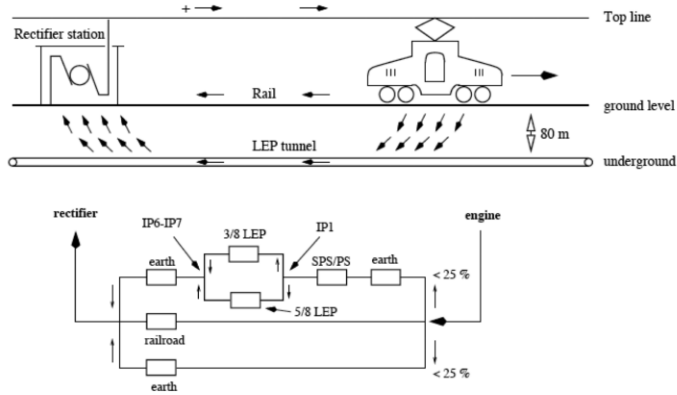 +
Top line
Rectifier station
Rail
ground level
80 m
LEP tunnel
underground
rectifier
engine
IP6-IP7
3/8 LEP
IP1
earth
SPS/PS
earth
< 25 %
5/8 LEP
railroad
< 25 %
earth